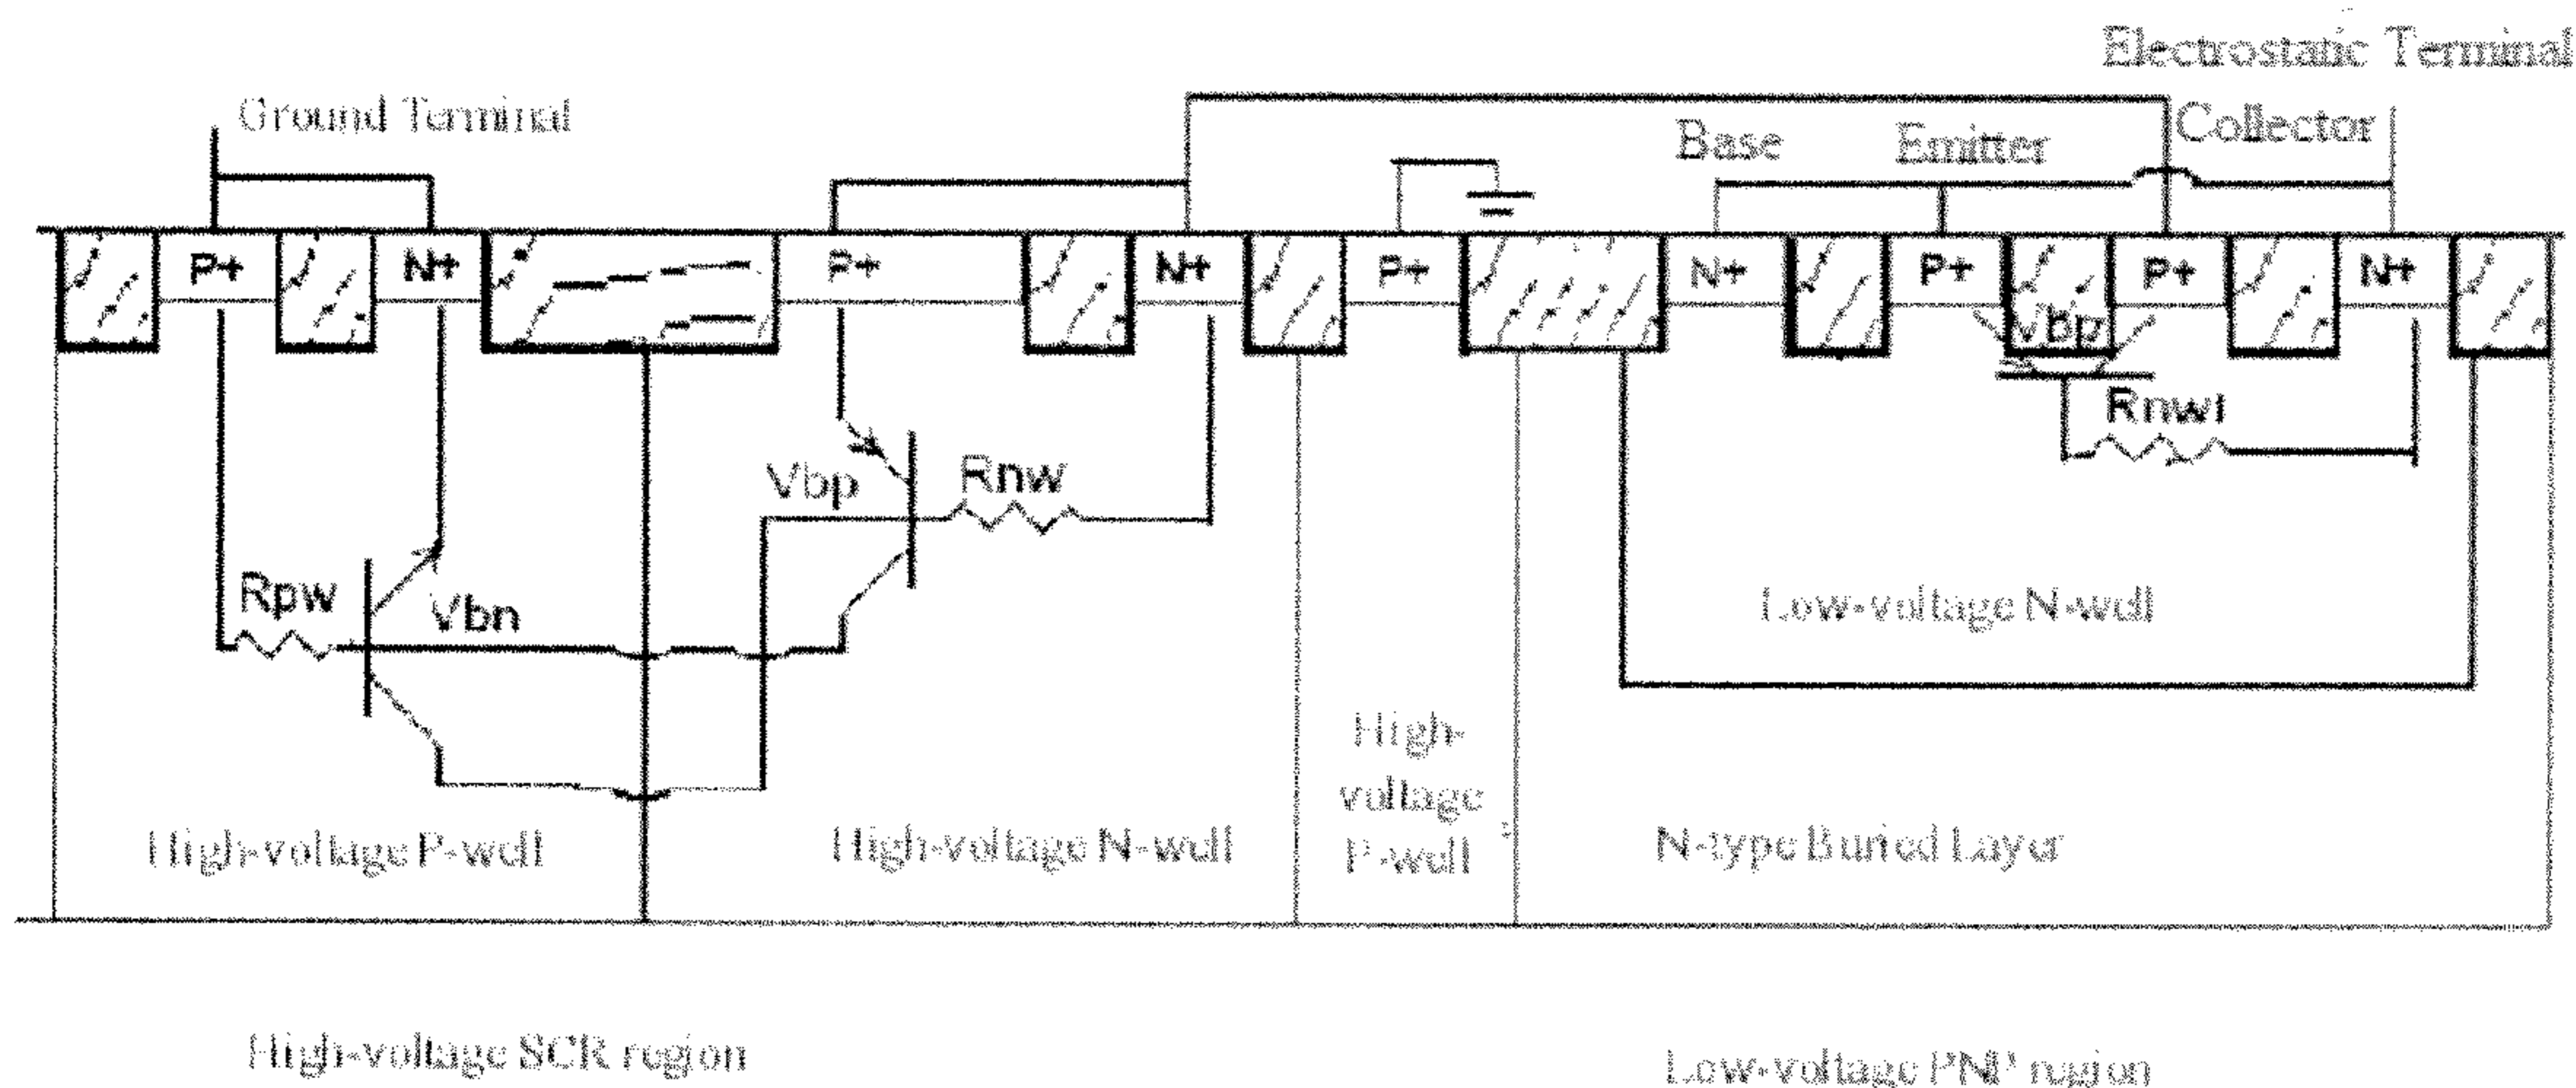 Electrostatic Terminal
Ground Terminal
Base
Emitter
Collector
P+
N+
P+
N+
P+
N+
P+
P+
N+
Vbp
Rnw1
Vbp
Rnw
Rpw
Vbn
Low-voltage N-well
High-
voltage
P-well
High-voltage P-well
High-voltage N-well
N-type Buried Layer
High-voltage SCR region
Low-voltage PNP region